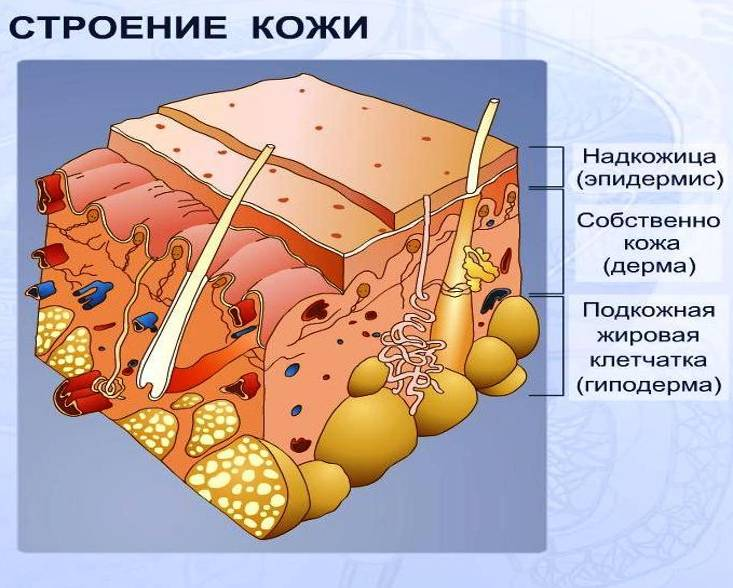 СТРОЕНИЕ КОЖИ
Надкожица
(эпидермис)
Собственно
кожа
(дерма)
Подкожная
жировая
клетчатка
(гиподерма)